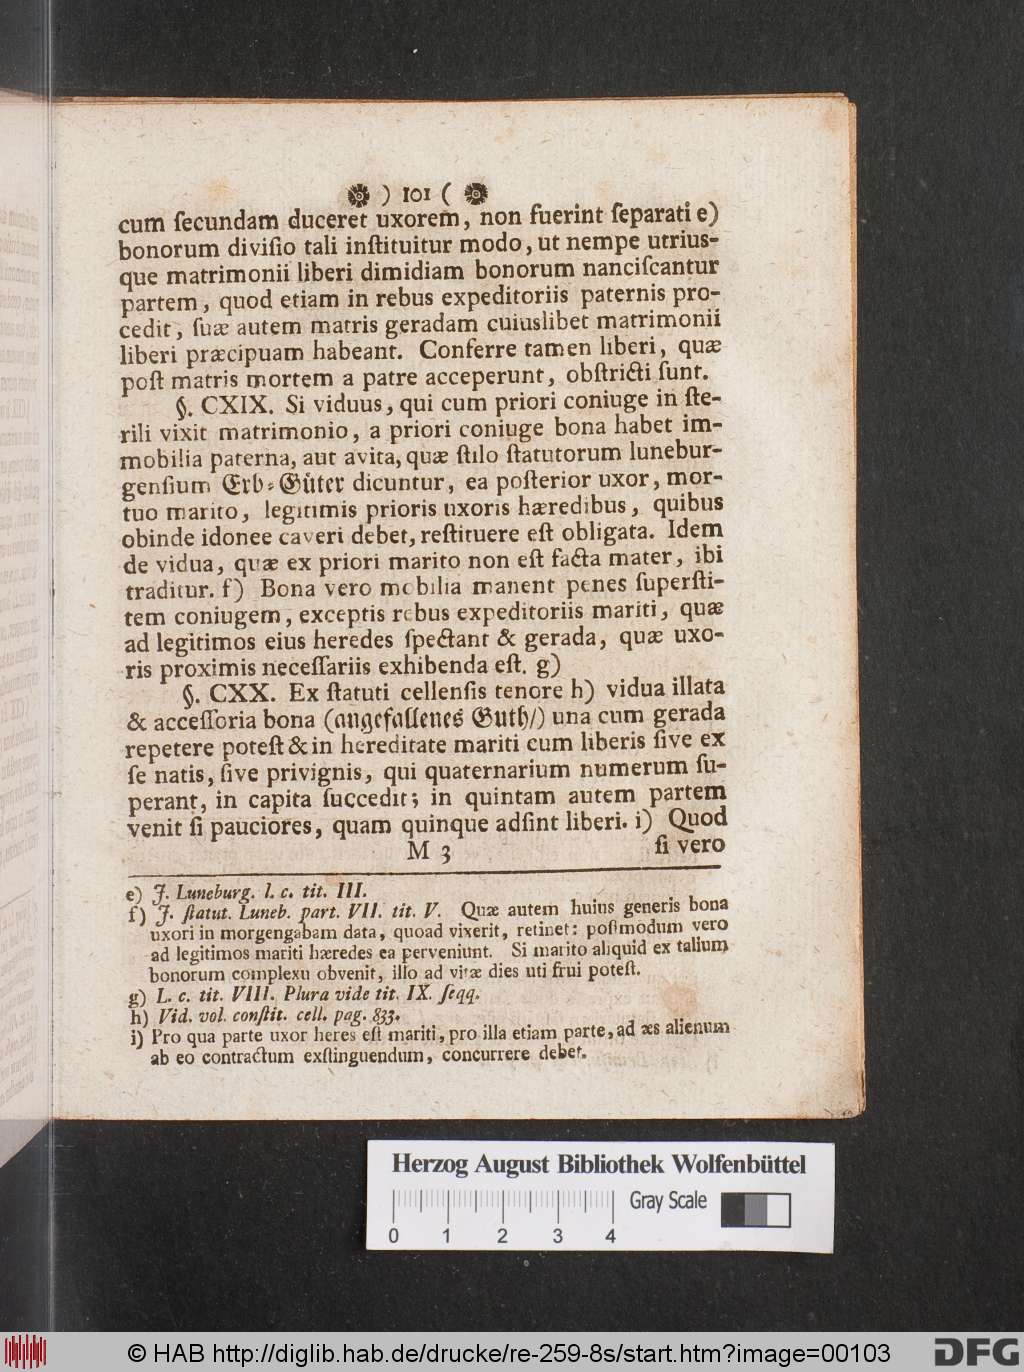 ) 101 (
cum ſecundam duceret uxorem, non fuerint ſeparati e)
bonorum diviſio tali inſtituitur modo, ut nempe utrius-
que matrimonii liberi dimidiam bonorum nanciſcantur
partem, quod etiam in rebus expeditoriis paternis pro-
cedit, ſuæ autem matris geradam cuiuslibet matrimonii
liberi præcipuam habeant. Conferre tamen liberi, quæ
poſt matris mortem a patre acceperunt, obſtricti ſunt.
§. CXIX. Si viduus, qui cum priori coniuge in ſte-
rili vixit matrimonio, a priori coniuge bona habet im-
mobilia paterna, aut avita, quæ ſtilo ſtatutorum lunebur-
genſium Erb-Güter dicuntur, ea poſterior uxor, mor-
tuo marito, legitimis prioris uxoris hæredibus, quibus
obinde idonee caveri debet, reſtituere eſt obligata. Idem
de vidua, quæ ex priori marito non eſt facta mater, ibi
traditur. f) Bona vero mobilia manent penes ſuperſti-
tem coniugem, exceptis rebus expeditoriis mariti, quæ
ad legitimos eius heredes ſpectant & gerada, quæ uxo-
ris proximis neceſſariis exhibenda eſt. g)
§. CXX. Ex ſtatuti cellenſis tenore h) vidua illata
& acceſſoria bona (angefallenes Guth/) una cum gerada
repetere poteſt & in hereditate mariti cum liberis ſive ex
ſe natis, ſive privignis, qui quaternarium numerum ſu-
perant, in capita ſuccedit; in quintam autem partem
venit ſi pauciores, quam quinque adſint liberi. i) Quod
M 3 ſi vero
e) J. Luneburg. l. c. tit. III.
f) J. ſtatut. Luneb. part. VII. tit. V. Quæ autem huius generis bona
uxori in morgengabam data, quoad vixerit, retinet: poſtmodum vero
ad legitimos mariti hæredes ea perveniunt. Si marito aliquid ex talium
bonorum complexu obvenit, illo ad vitæ dies uti frui poteſt.
g) L. c. tit. VIII. Plura vide tit. IX. ſeqq.
h) Vid. vol. conſtit. cell. pag. 833.
i) Pro qua parte uxor heres eſt mariti, pro illa etiam parte, ad æs alienum
ab eo contractum exſtinguendum, concurrere debet.
Herzog August Bibliothek Wolfenbüttel
Gray Scale
0 1 2 3 4
© HAB http://diglib.hab.de/drucke/re-259-8s/start.htm?image=00103
DFG